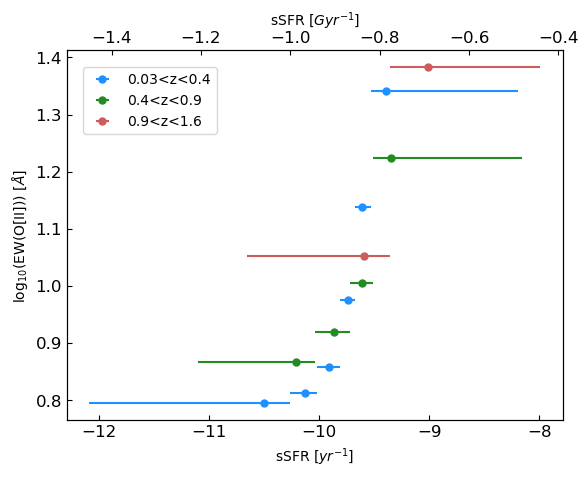 sSFR [Gyr⁻¹]
−1.4 −1.2 −1.0 −0.8 −0.6 −0.4
1.4
1.3
1.2
1.1
1.0
0.9
0.8
log₁₀(EW(O[II])) [Å]
0.03<z<0.4
0.4<z<0.9
0.9<z<1.6
−12 −11 −10 −9 −8
sSFR [yr⁻¹]